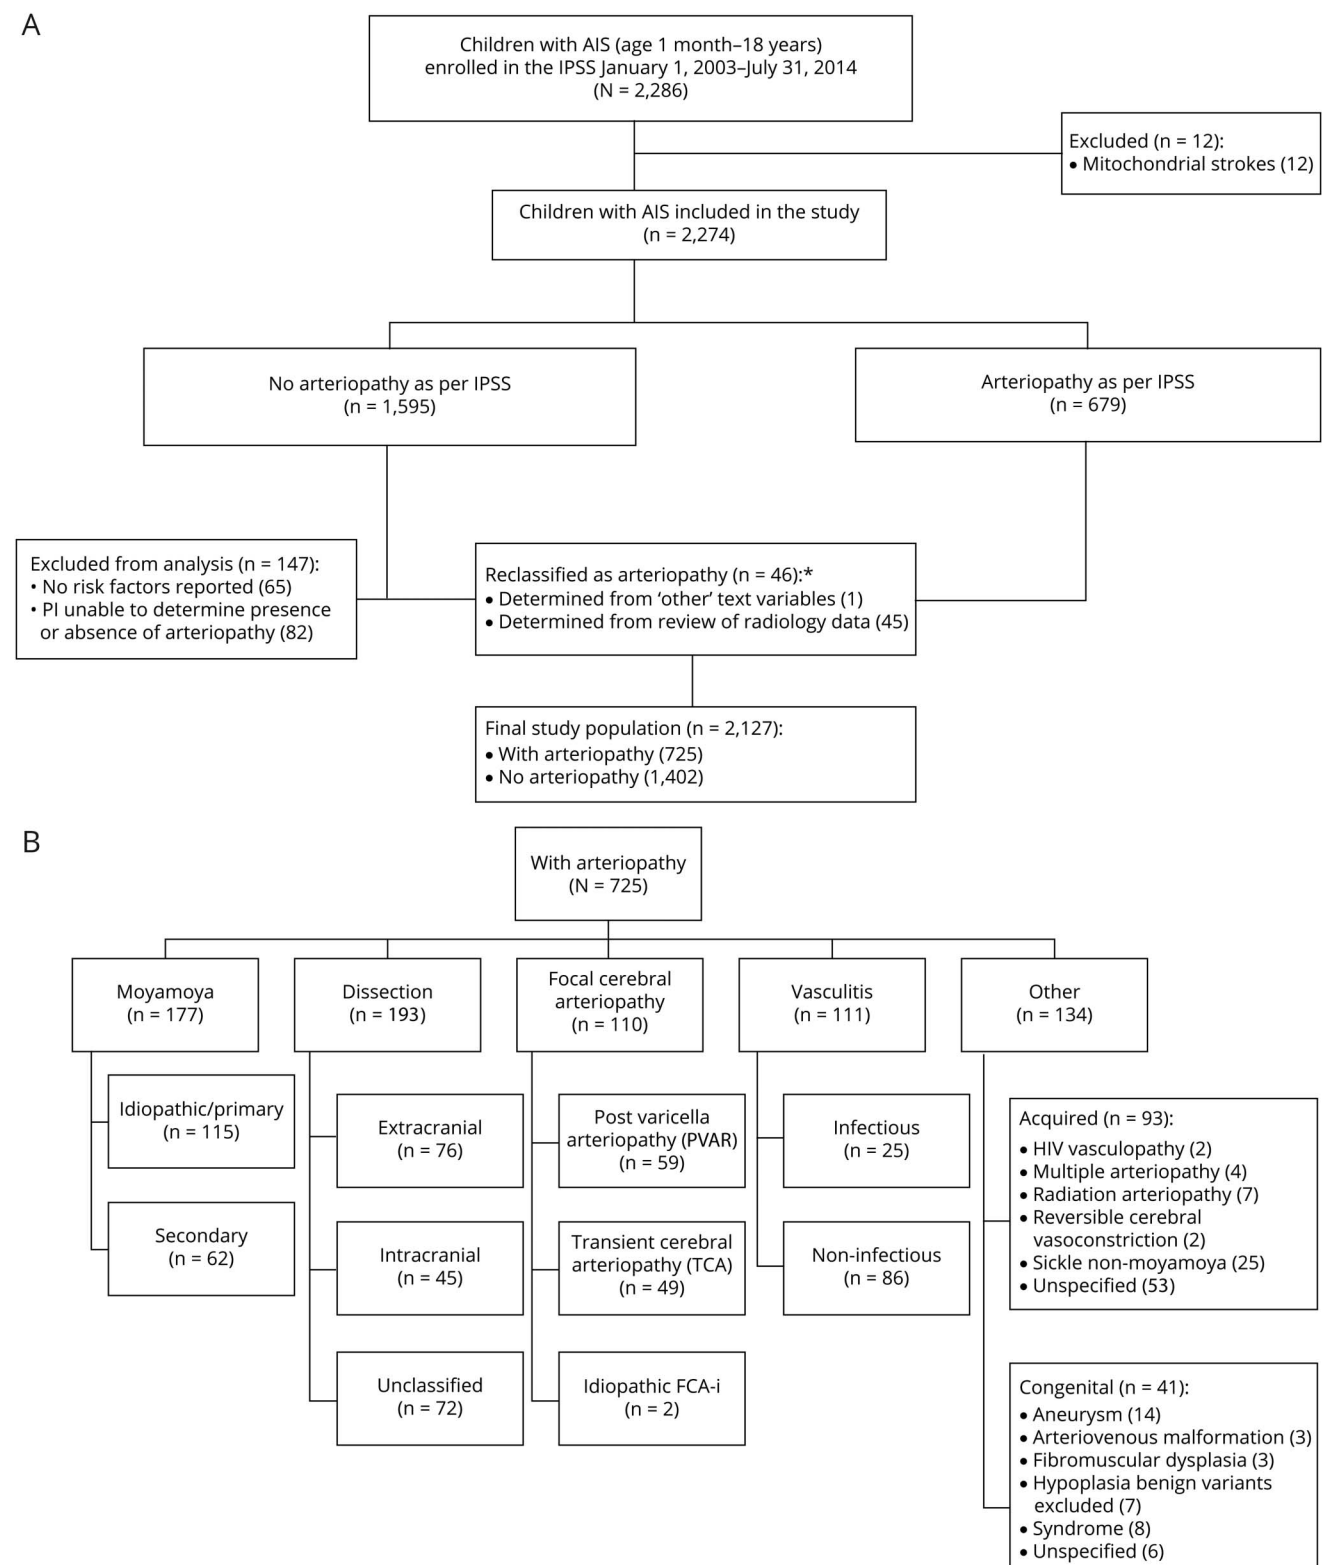 A
Children with AIS (age 1 month–18 years)
enrolled in the IPSS January 1, 2003–July 31, 2014
(N = 2,286)
Excluded (n = 12):
• Mitochondrial strokes (12)
Children with AIS included in the study
(n = 2,274)
No arteriopathy as per IPSS
(n = 1,595)
Arteriopathy as per IPSS
(n = 679)
Excluded from analysis (n = 147):
• No risk factors reported (65)
• PI unable to determine presence
or absence of arteriopathy (82)
Reclassified as arteriopathy (n = 46):*
• Determined from ‘other’ text variables (1)
• Determined from review of radiology data (45)
Final study population (n = 2,127):
• With arteriopathy (725)
• No arteriopathy (1,402)
B
With arteriopathy
(N = 725)
Moyamoya
(n = 177)
Dissection
(n = 193)
Focal cerebral
arteriopathy
(n = 110)
Vasculitis
(n = 111)
Other
(n = 134)
Idiopathic/primary
(n = 115)
Secondary
(n = 62)
Extracranial
(n = 76)
Intracranial
(n = 45)
Unclassified
(n = 72)
Post varicella
arteriopathy (PVAR)
(n = 59)
Transient cerebral
arteriopathy (TCA)
(n = 49)
Idiopathic FCA-i
(n = 2)
Infectious
(n = 25)
Non-infectious
(n = 86)
Acquired (n = 93):
• HIV vasculopathy (2)
• Multiple arteriopathy (4)
• Radiation arteriopathy (7)
• Reversible cerebral
vasoconstriction (2)
• Sickle non-moyamoya (25)
• Unspecified (53)
Congenital (n = 41):
• Aneurysm (14)
• Arteriovenous malformation (3)
• Fibromuscular dysplasia (3)
• Hypoplasia benign variants
excluded (7)
• Syndrome (8)
• Unspecified (6)